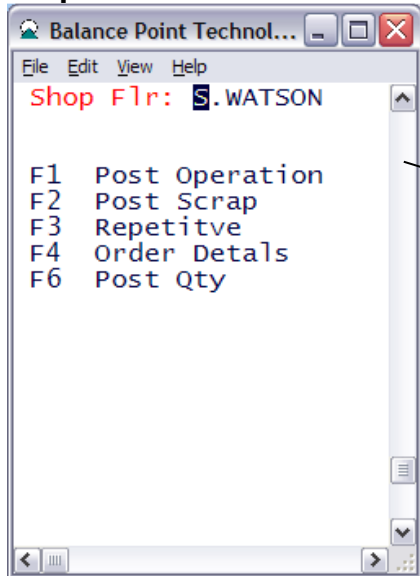 Balance Point Technol...
File Edit View Help
Shop Flr: S.WATSON
F1 Post Operation
F2 Post Scrap
F3 Repetitve
F4 Order Detals
F6 Post Qty